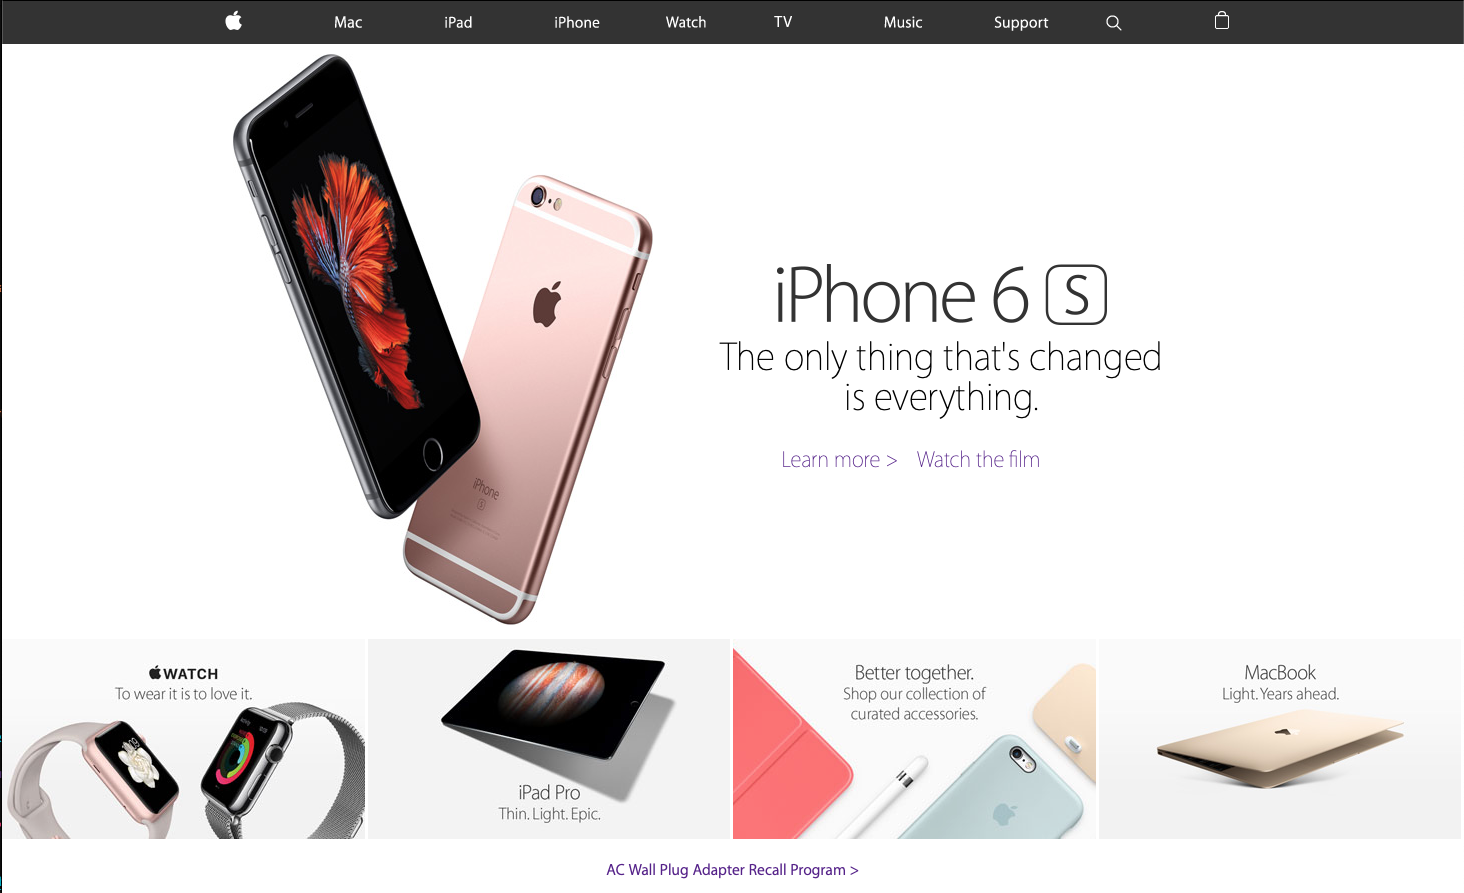 Mac
iPad
iPhone
Watch
TV
Music
Support
iPhone 6 S
The only thing that's changed
is everything.
Learn more > Watch the film
iPhone
S
WATCH
To wear it is to love it.
iPad Pro
Thin. Light. Epic.
Better together.
Shop our collection of
curated accessories.
MacBook
Light. Years ahead.
AC Wall Plug Adapter Recall Program >